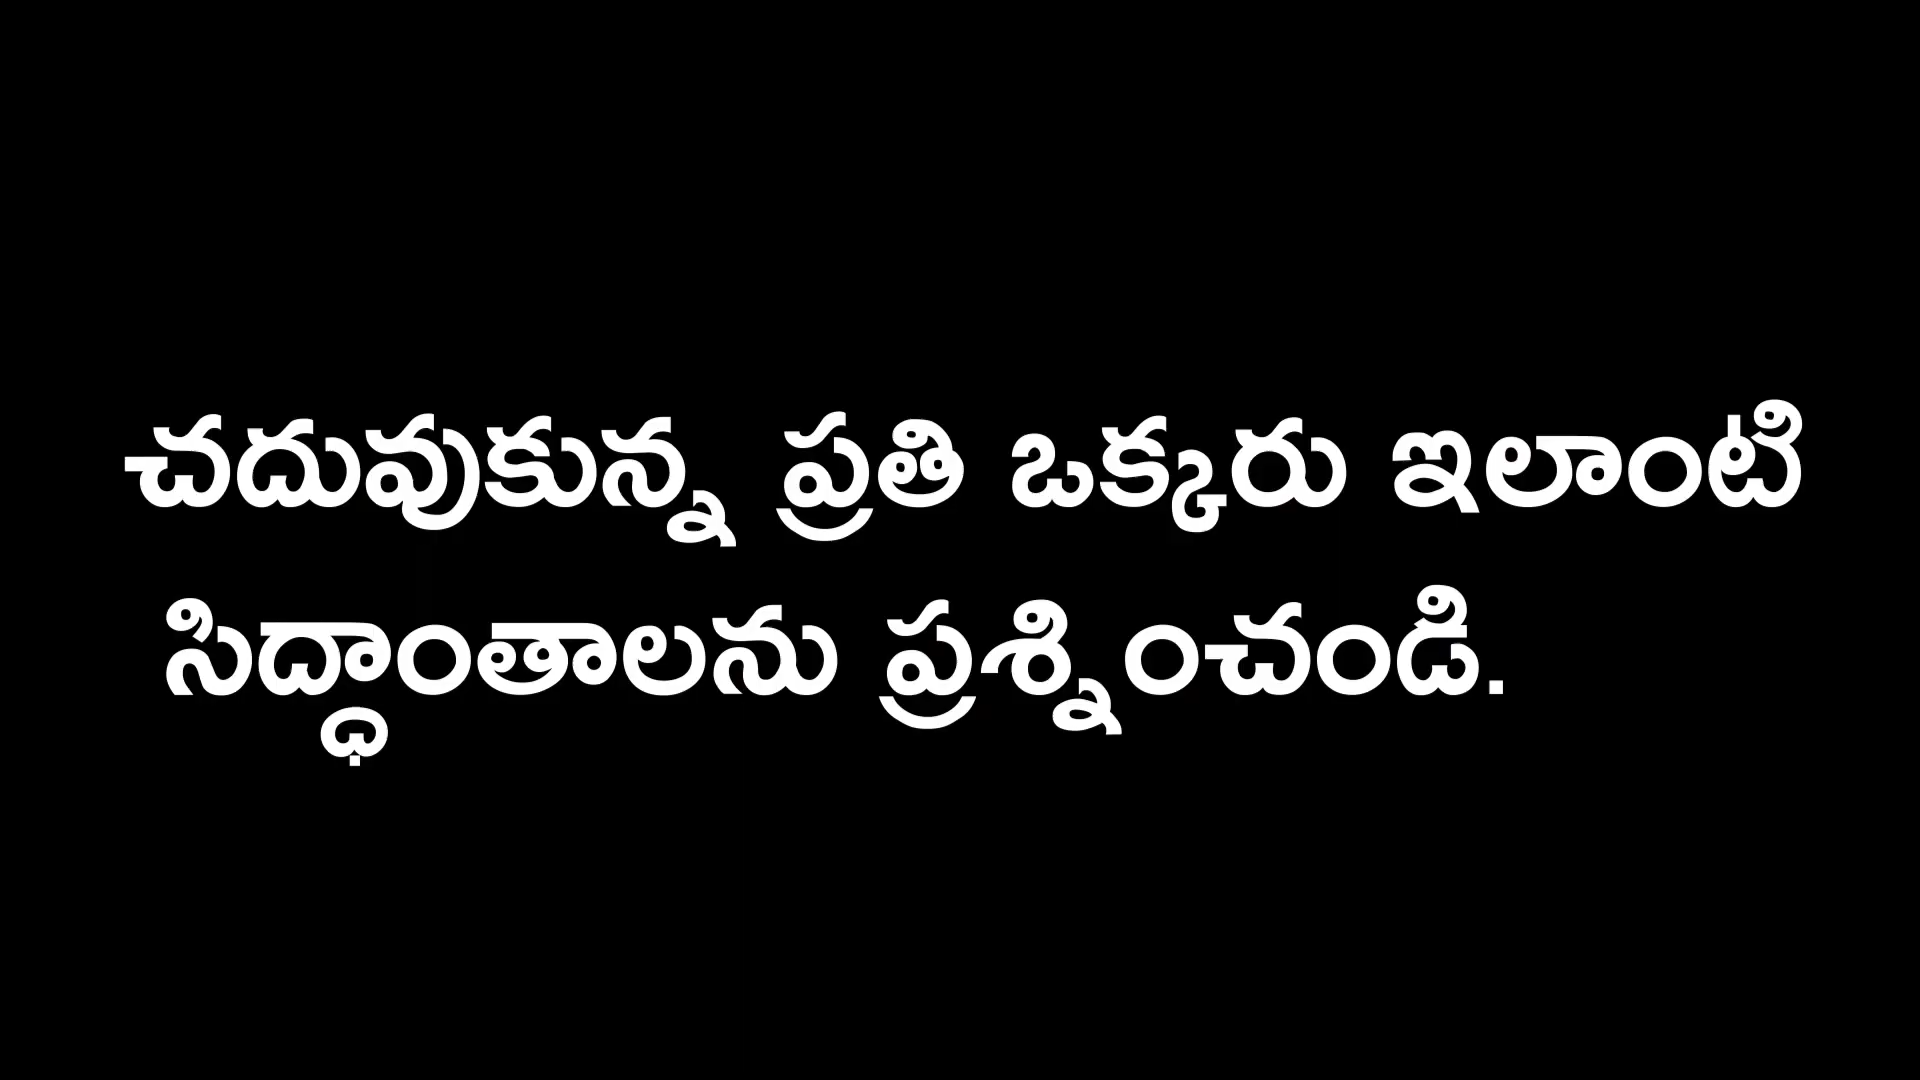 చదువుకున్న ప్రతి ఒక్కరు ఇలాంటి
సిద్ధాంతాలను ప్రశ్నించండి.